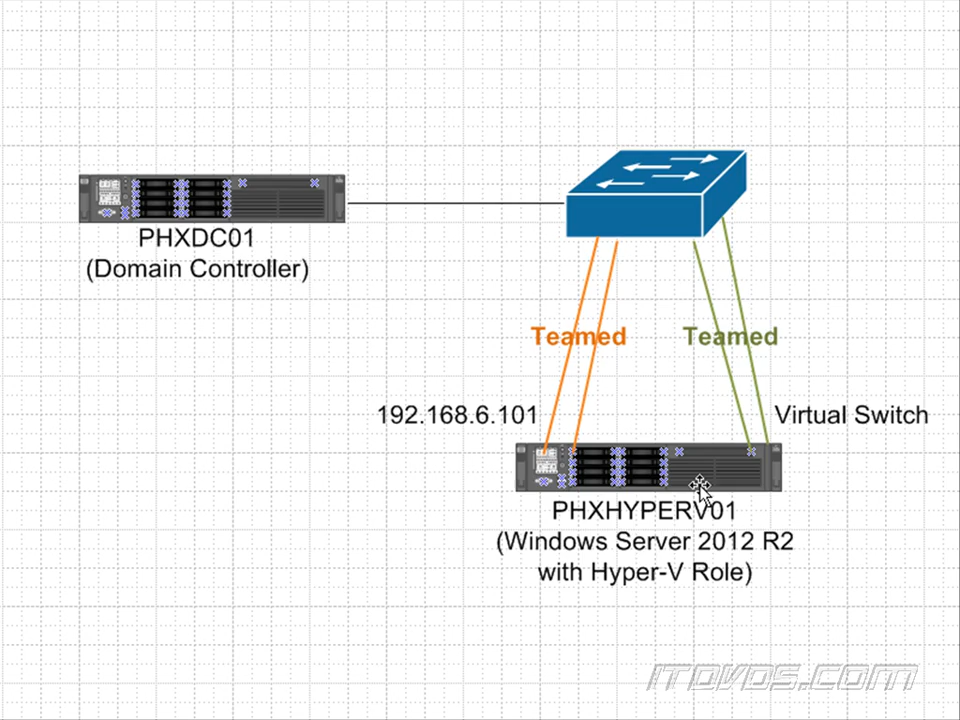 PHXDC01
(Domain Controller)
Teamed
Teamed
192.168.6.101
Virtual Switch
PHXHYPERV01
(Windows Server 2012 R2
with Hyper-V Role)
ITDVDS.COM